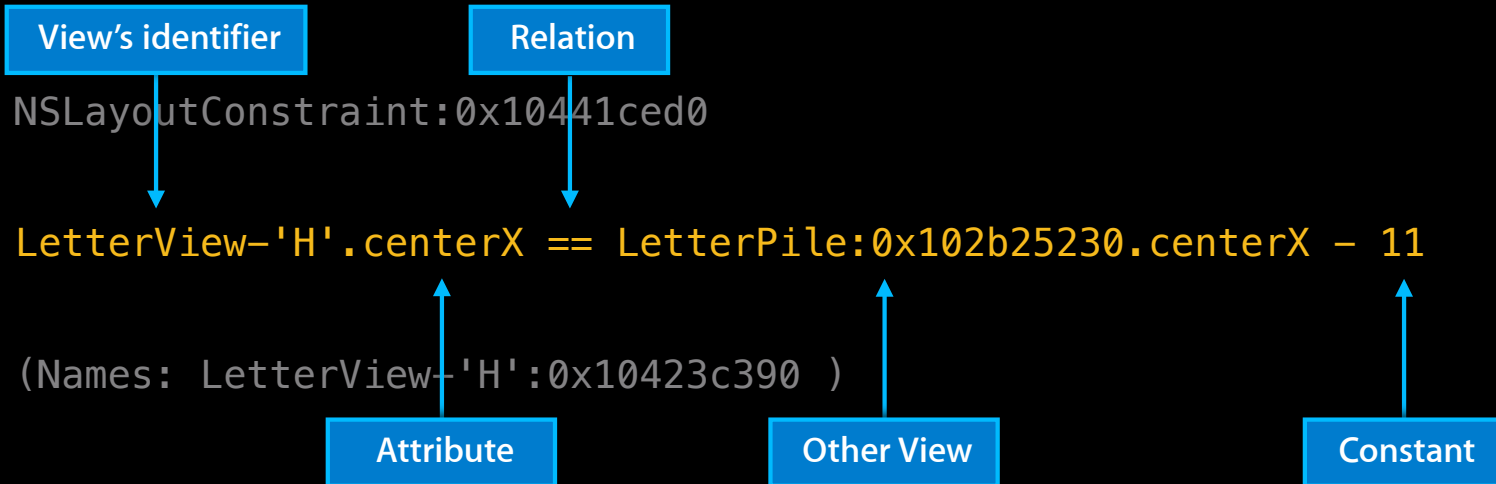 View’s identifier Relation
NSLayoutConstraint:0x10441ced0
LetterView-'H'.centerX == LetterPile:0x102b25230.centerX - 11
(Names: LetterView-'H':0x10423c390 )
Attribute Other View Constant